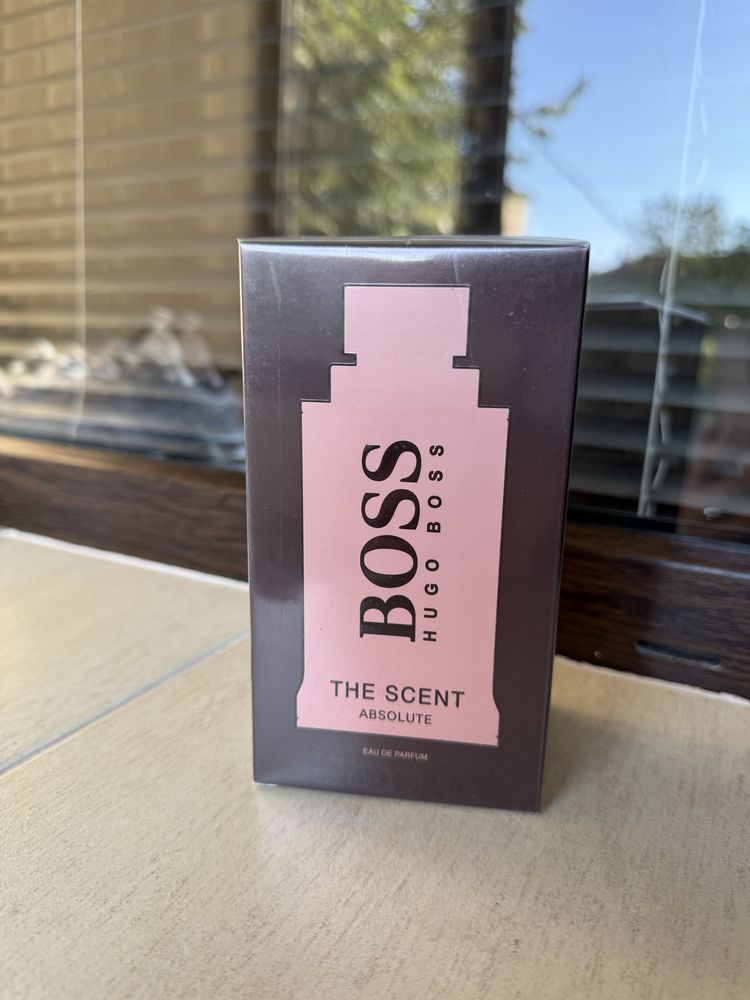 BOSS
HUGO BOSS
THE SCENT
ABSOLUTE
EAU DE PARFUM